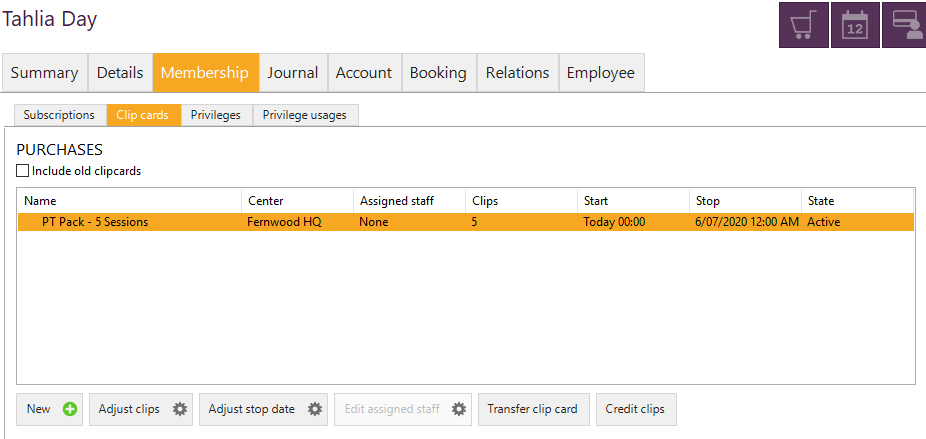 Tahlia Day
12
Summary Details Membership Journal Account Booking Relations Employee
Subscriptions Clip cards Privileges Privilege usages
PURCHASES
Include old clipcards
Name Center Assigned staff Clips Start Stop State
PT Pack - 5 Sessions Fernwood HQ None 5 Today 00:00 6/07/2020 12:00 AM Active
New Adjust clips Adjust stop date Edit assigned staff Transfer clip card Credit clips